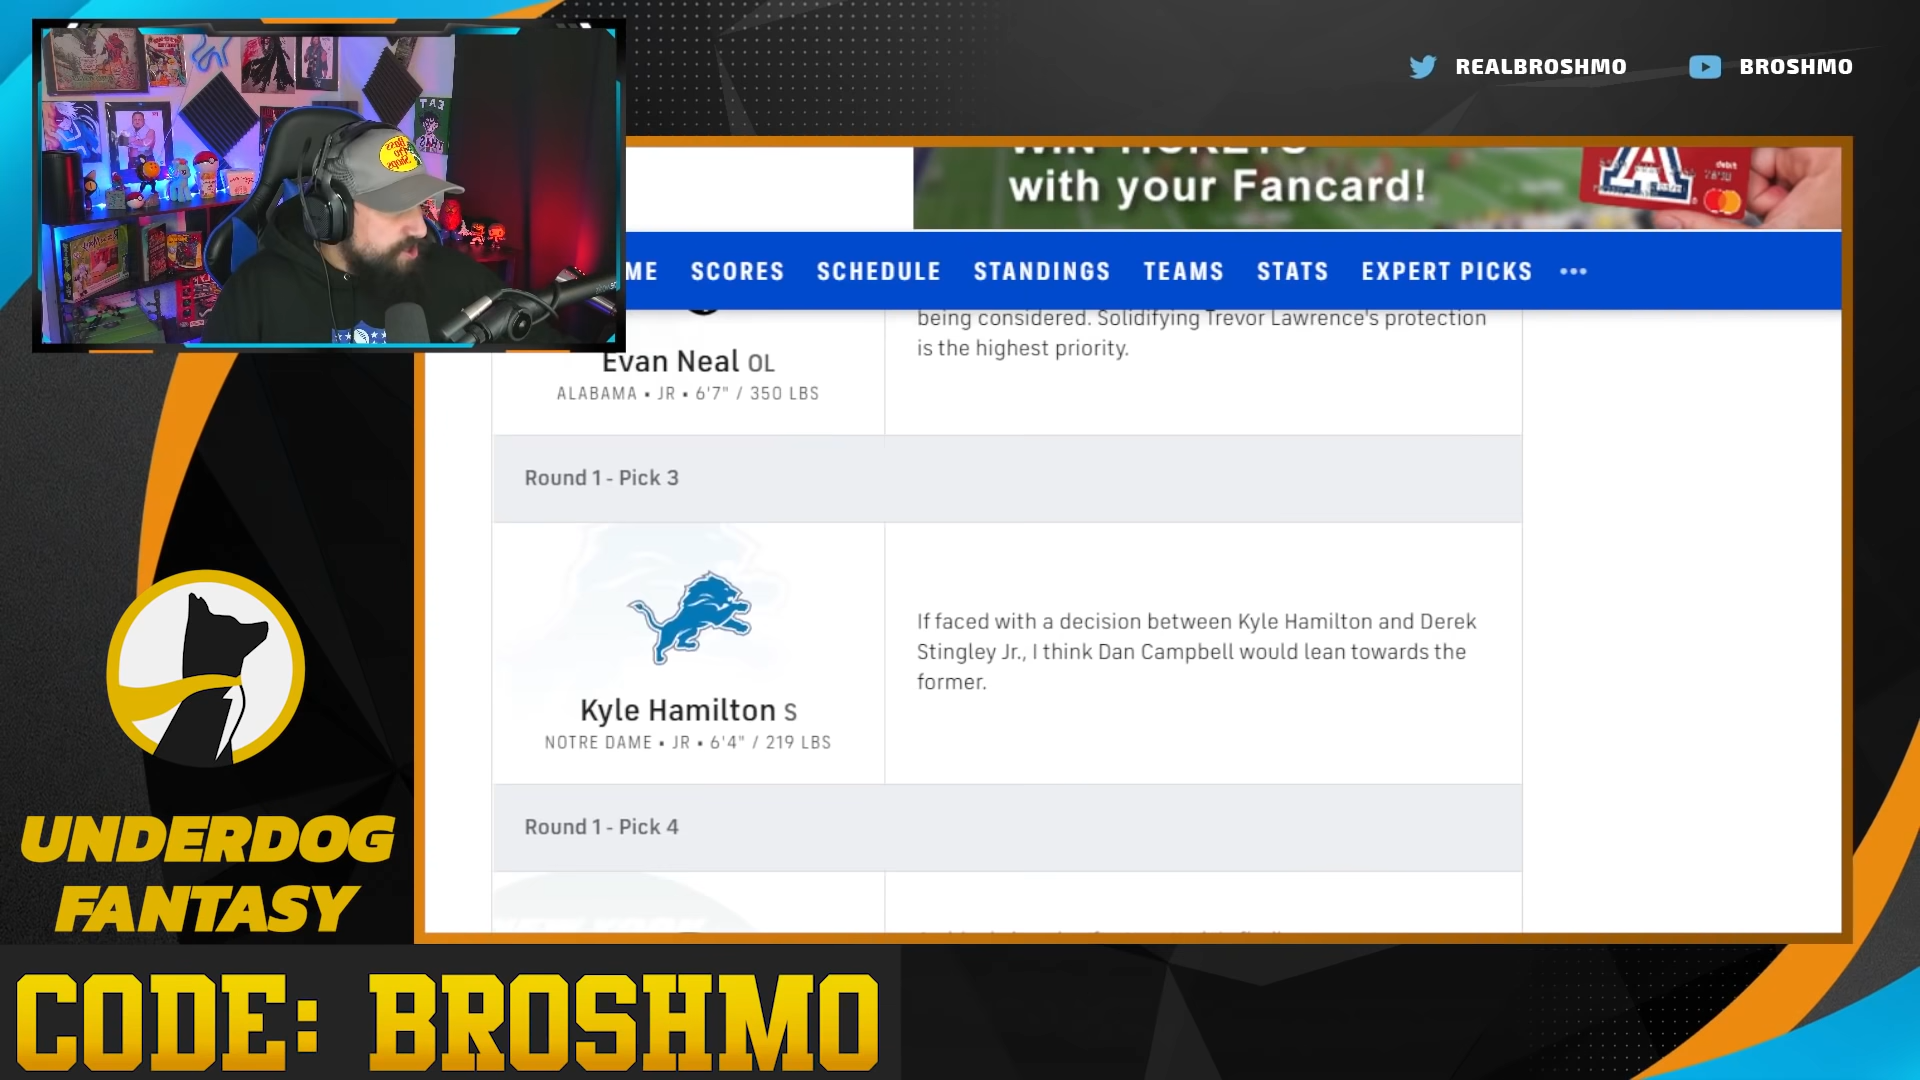 REALBROSHMO
BROSHMO
with your Fancard!
debit
ME SCORES SCHEDULE STANDINGS TEAMS STATS EXPERT PICKS •••
being considered. Solidifying Trevor Lawrence's protection
is the highest priority.
Evan Neal OL
ALABAMA • JR • 6'7" / 350 LBS
Round 1 - Pick 3
If faced with a decision between Kyle Hamilton and Derek
Stingley Jr., I think Dan Campbell would lean towards the
former.
Kyle Hamilton S
NOTRE DAME • JR • 6'4" / 219 LBS
Round 1 - Pick 4
UNDERDOG
FANTASY
CODE: BROSHMO